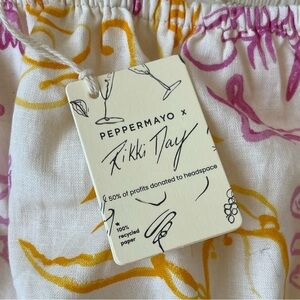 PEPPERMAYO x
Rikki Day
50% of profits donated to headspace
100%
recycled
paper